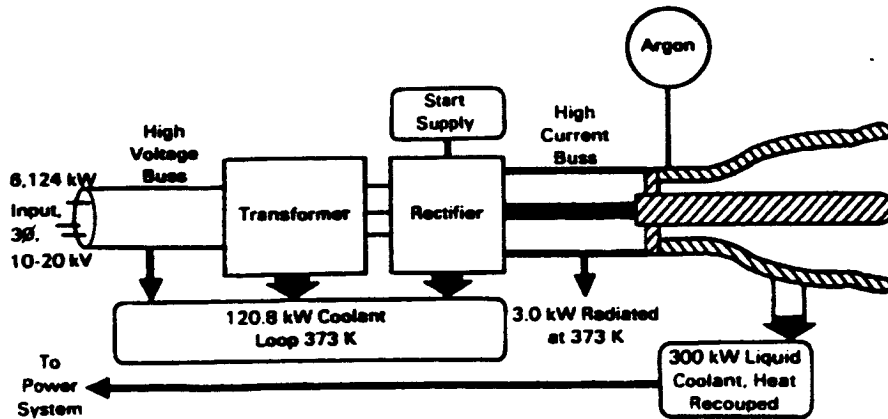 Argon
Start
Supply
High
Voltage
Buss
High
Current
Buss
6,124 kW
Input,
3Ø,
10-20 kV
Transformer
Rectifier
120.8 kW Coolant
Loop 373 K
3.0 kW Radiated
at 373 K
To
Power
System
300 kW Liquid
Coolant, Heat
Recouped